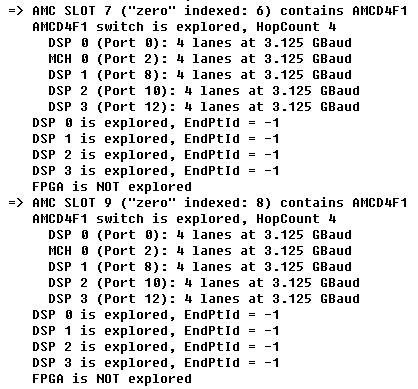 => AMC SLOT 7 ("zero" indexed: 6) contains AMCD4F1
AMCD4F1 switch is explored, HopCount 4
DSP 0 (Port 0): 4 lanes at 3.125 GBaud
MCH 0 (Port 2): 4 lanes at 3.125 GBaud
DSP 1 (Port 8): 4 lanes at 3.125 GBaud
DSP 2 (Port 10): 4 lanes at 3.125 GBaud
DSP 3 (Port 12): 4 lanes at 3.125 GBaud
DSP 0 is explored, EndPtId = -1
DSP 1 is explored, EndPtId = -1
DSP 2 is explored, EndPtId = -1
DSP 3 is explored, EndPtId = -1
FPGA is NOT explored
=> AMC SLOT 9 ("zero" indexed: 8) contains AMCD4F1
AMCD4F1 switch is explored, HopCount 4
DSP 0 (Port 0): 4 lanes at 3.125 GBaud
MCH 0 (Port 2): 4 lanes at 3.125 GBaud
DSP 1 (Port 8): 4 lanes at 3.125 GBaud
DSP 2 (Port 10): 4 lanes at 3.125 GBaud
DSP 3 (Port 12): 4 lanes at 3.125 GBaud
DSP 0 is explored, EndPtId = -1
DSP 1 is explored, EndPtId = -1
DSP 2 is explored, EndPtId = -1
DSP 3 is explored, EndPtId = -1
FPGA is NOT explored